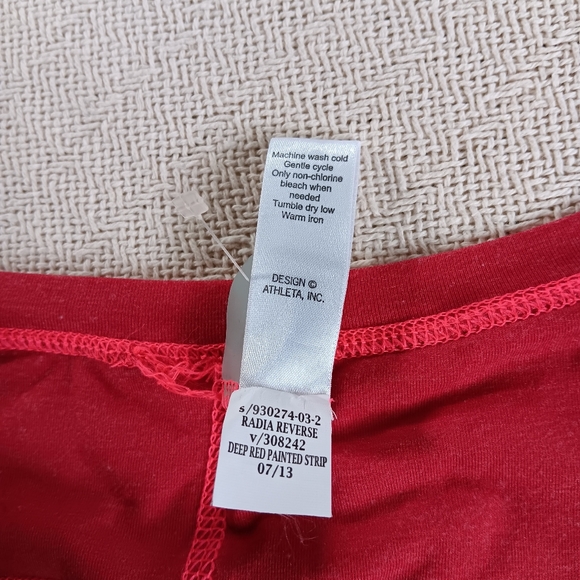 Machine wash cold
Gentle cycle
Only non-chlorine
bleach when
needed
Tumble dry low
Warm iron
DESIGN ©
ATHLETA, INC.
s/930274-03-2
RADIA REVERSE
v/308242
DEEP RED PAINTED STRIP
07/13